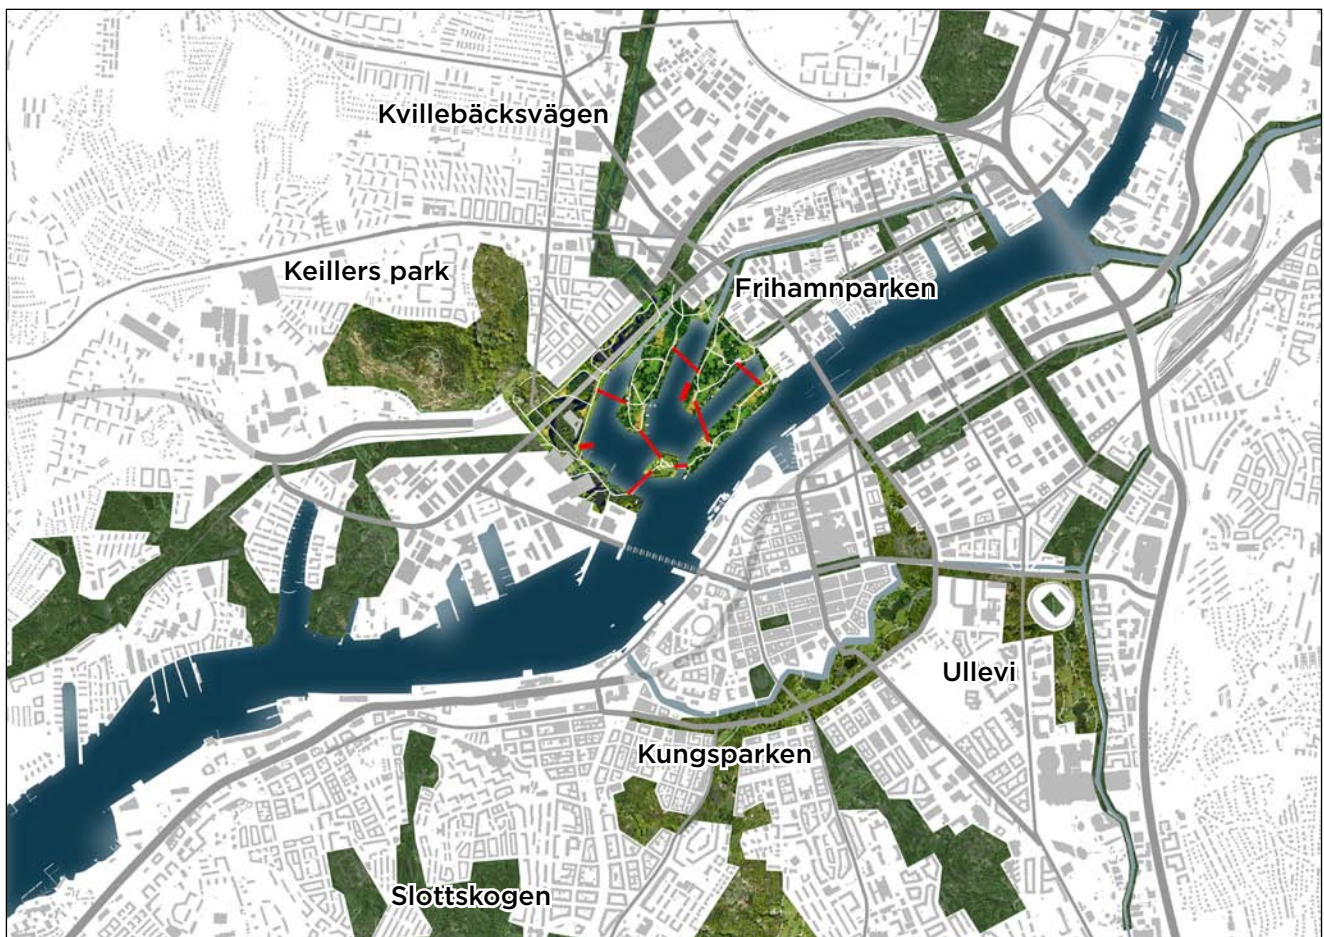 Kvillebäcksvägen
Keillers park
Frihamnparken
Ullevi
Kungsparken
Slottskogen